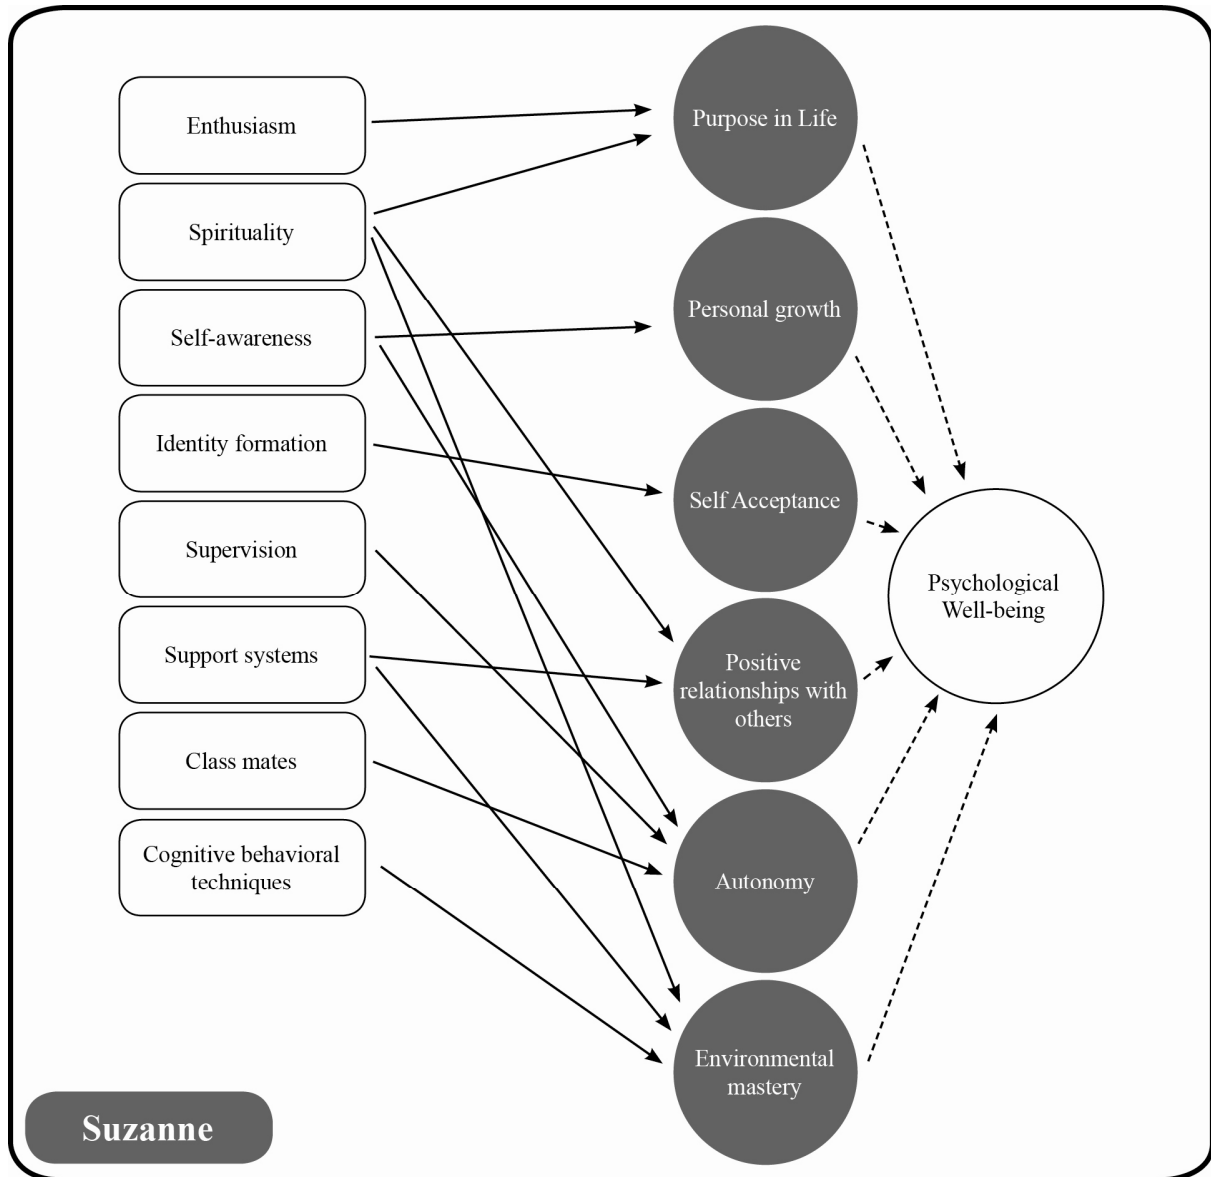 Enthusiasm
Spirituality
Self-awareness
Identity formation
Supervision
Support systems
Class mates
Cognitive behavioral
techniques
Purpose in Life
Personal growth
Self Acceptance
Positive
relationships with
others
Autonomy
Environmental
mastery
Psychological
Well-being
Suzanne